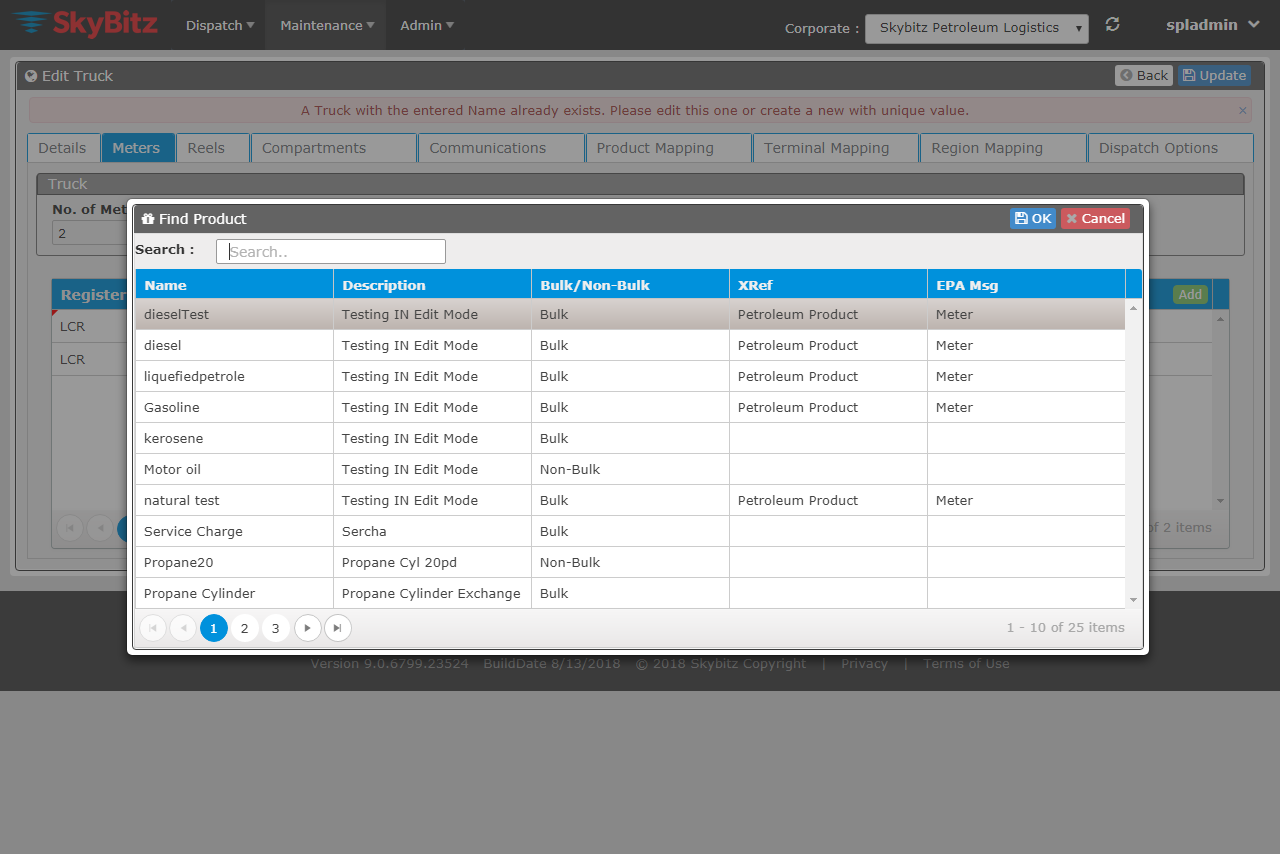 SkyBitz Dispatch Maintenance Admin Corporate : Skybitz Petroleum Logistics spladmin
Edit Truck Back Update
A Truck with the entered Name already exists. Please edit this one or create a new with unique value. ×
Details Meters Reels Compartments Communications Product Mapping Terminal Mapping Region Mapping Dispatch Options
Truck
No. of Met
2
Register Add
LCR
LCR
of 2 items
Find Product OK Cancel
Search : Search..
Name Description Bulk/Non-Bulk XRef EPA Msg
dieselTest Testing IN Edit Mode Bulk Petroleum Product Meter
diesel Testing IN Edit Mode Bulk Petroleum Product Meter
liquefiedpetrole Testing IN Edit Mode Bulk Petroleum Product Meter
Gasoline Testing IN Edit Mode Bulk Petroleum Product Meter
kerosene Testing IN Edit Mode Bulk
Motor oil Testing IN Edit Mode Non-Bulk
natural test Testing IN Edit Mode Bulk Petroleum Product Meter
Service Charge Sercha Bulk
Propane20 Propane Cyl 20pd Non-Bulk
Propane Cylinder Propane Cylinder Exchange Bulk
1 2 3 1 - 10 of 25 items
Version 9.0.6799.23524 BuildDate 8/13/2018 © 2018 Skybitz Copyright | Privacy | Terms of Use